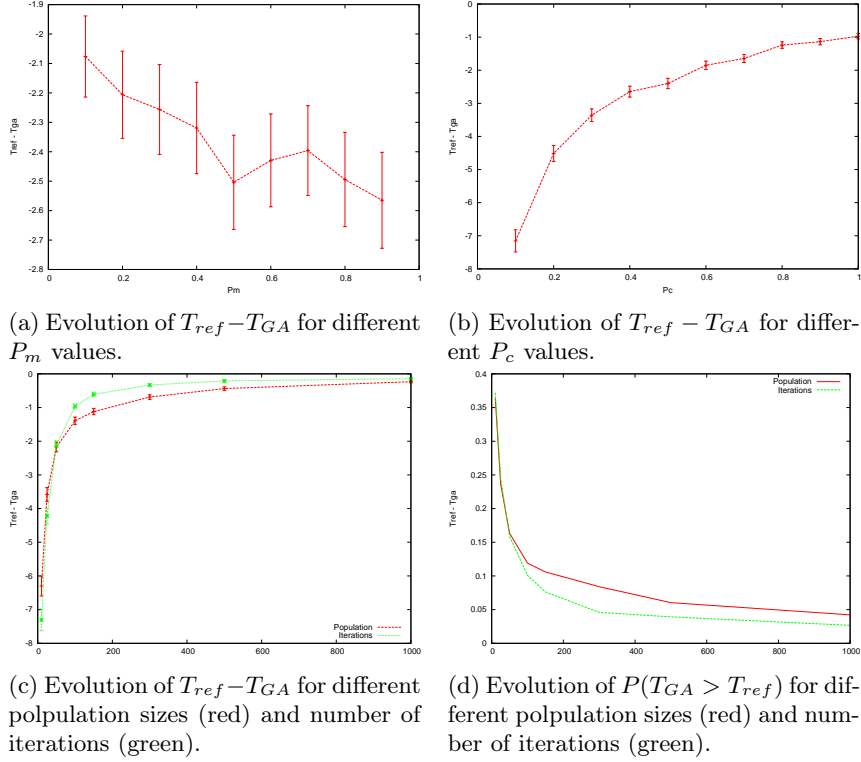 -1.9
-2
-2.1
-2.2
-2.3
-2.4
-2.5
-2.6
-2.7
-2.8
0 0.2 0.4 0.6 0.8 1
Tref - Tga
Pm
0
-1
-2
-3
-4
-5
-6
-7
-8
0 0.2 0.4 0.6 0.8 1
Tref - Tga
Pc
(a) Evolution of T_ref − T_GA for different
P_m values.
(b) Evolution of T_ref − T_GA for differ-
ent P_c values.
0
-1
-2
-3
-4
-5
-6
-7
-8
0 200 400 600 800 1000
Tref - Tga
Population
Iterations
0.4
0.35
0.3
0.25
0.2
0.15
0.1
0.05
0
0 200 400 600 800 1000
Tref - Tga
Population
Iterations
(c) Evolution of T_ref − T_GA for different
polpulation sizes (red) and number of
iterations (green).
(d) Evolution of P(T_GA > T_ref) for dif-
ferent polpulation sizes (red) and num-
ber of iterations (green).